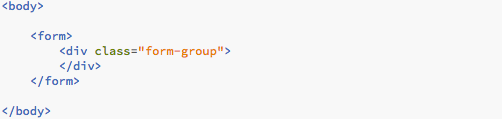 <body>
<form>
<div class="form-group">
</div>
</form>
</body>